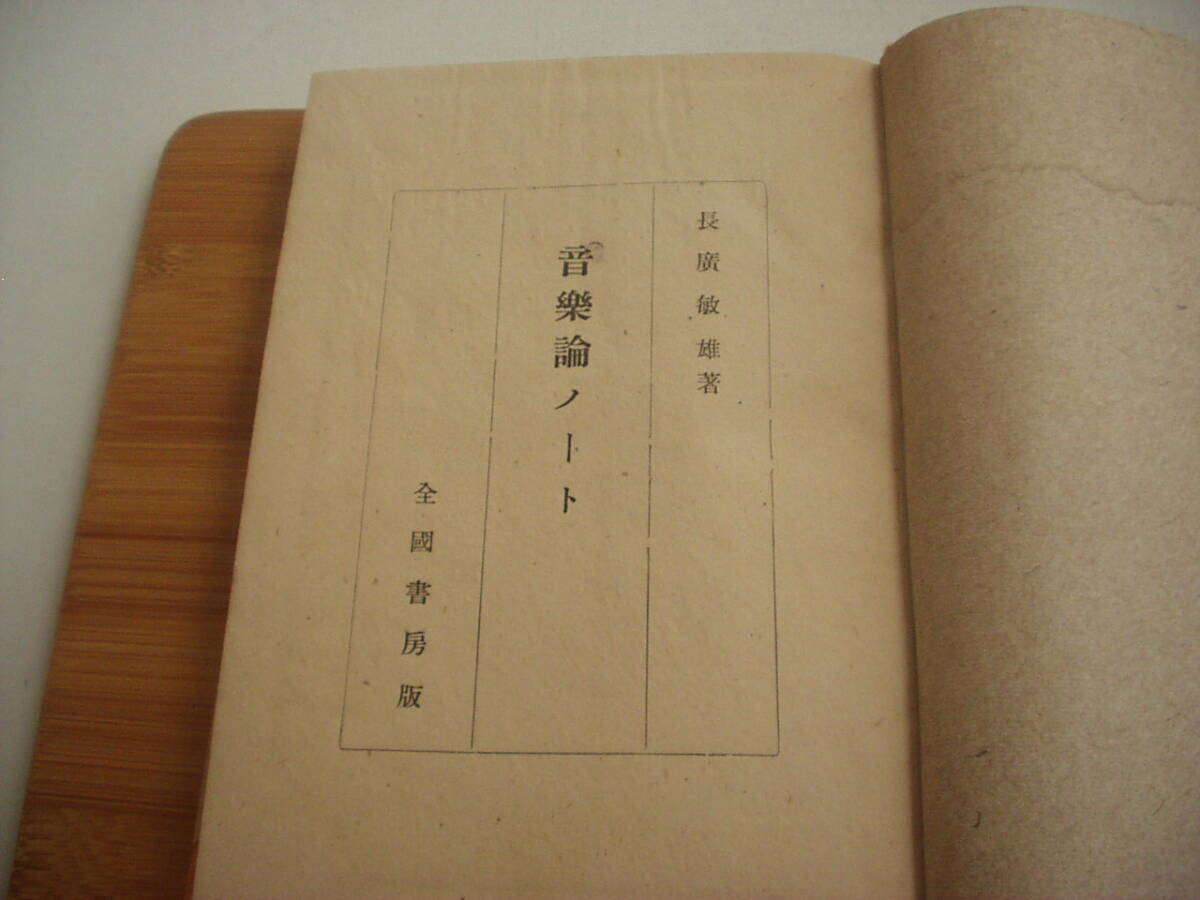 長廣敏雄著
音樂論ノート
全國書房版